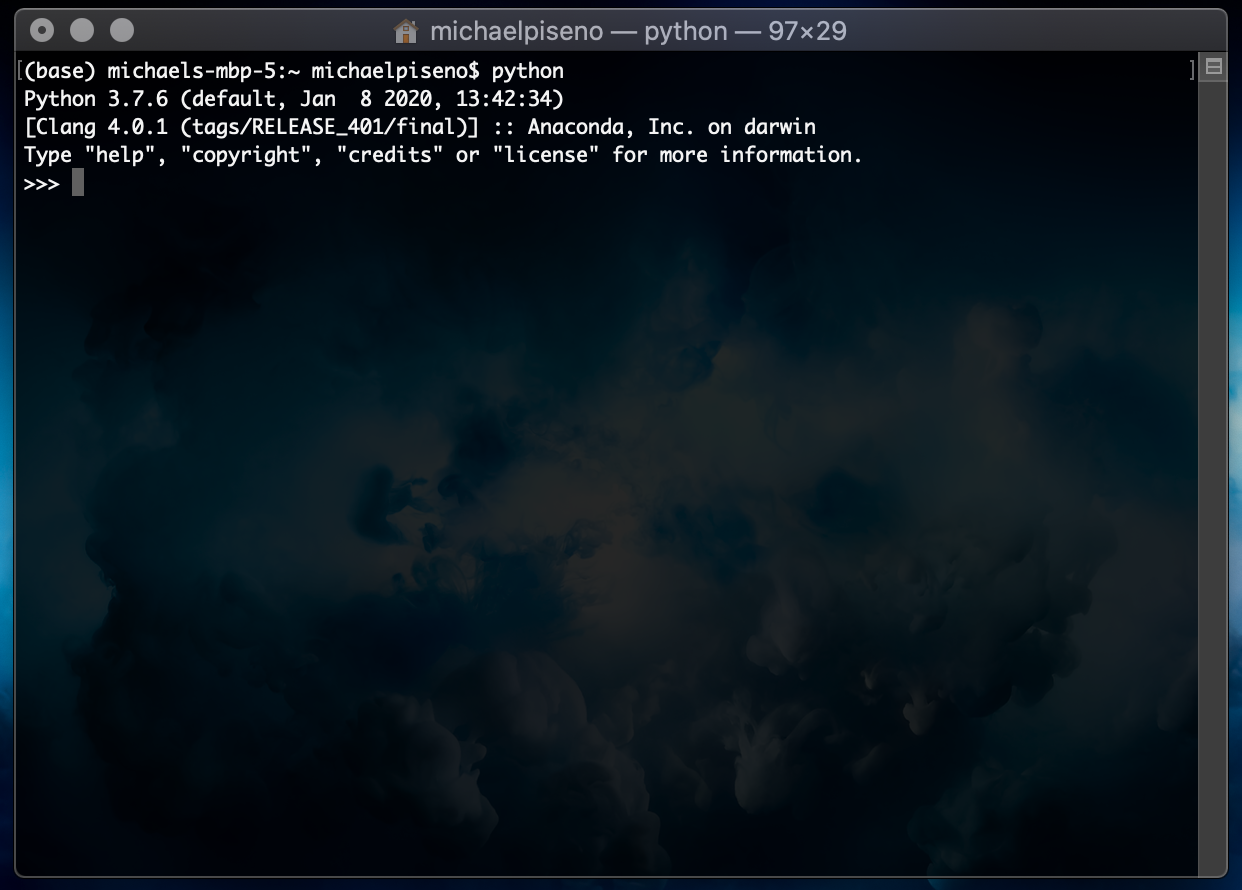 michaelpiseno — python — 97×29
[(base) michaels-mbp-5:~ michaelpiseno$ python ]
Python 3.7.6 (default, Jan  8 2020, 13:42:34)
[Clang 4.0.1 (tags/RELEASE_401/final)] :: Anaconda, Inc. on darwin
Type "help", "copyright", "credits" or "license" for more information.
>>>